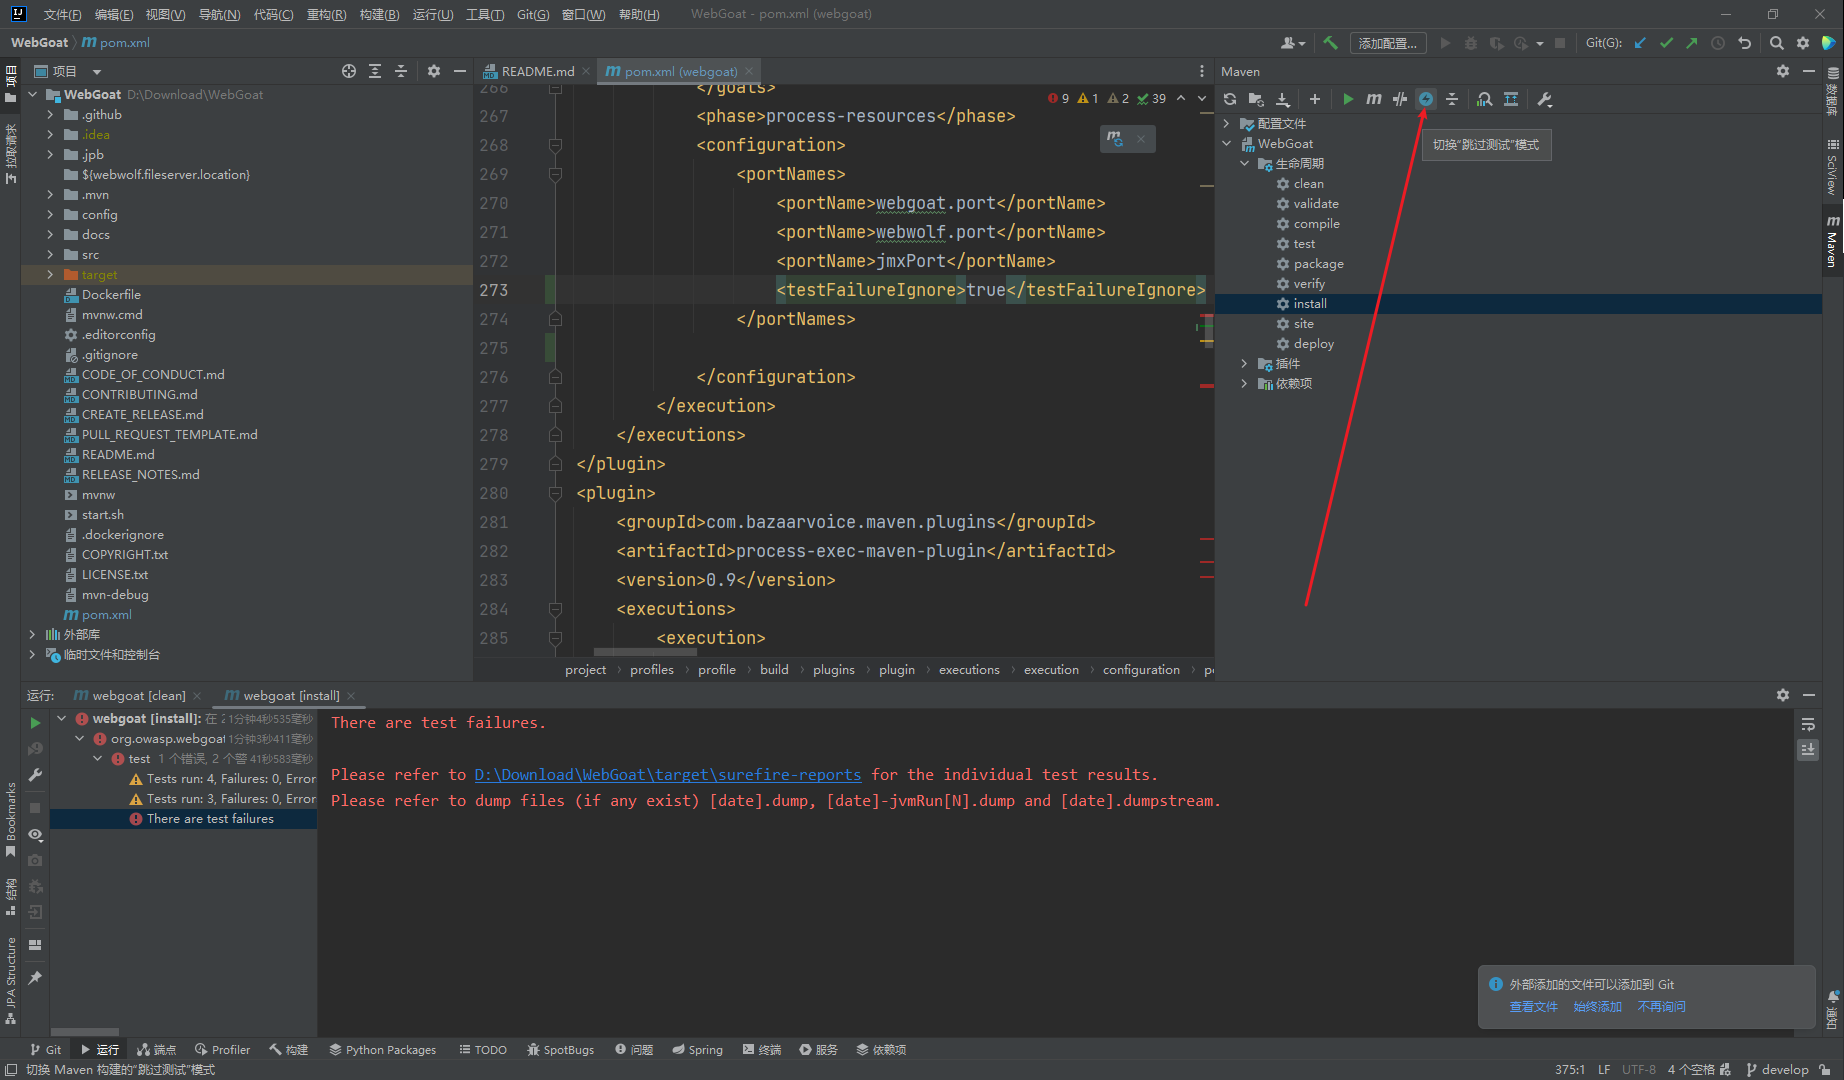 文件(F) 编辑(E) 视图(V) 导航(N) 代码(C) 重构(R) 构建(B) 运行(U) 工具(T) Git(G) 窗口(W) 帮助(H) WebGoat - pom.xml (webgoat)
WebGoat pom.xml
添加配置... Git(G):
项目
README.md
pom.xml (webgoat)
Maven
项目
拉取请求
Bookmarks
结构
JPA Structure
WebGoat D:\Download\WebGoat
.github
.idea
.jpb
${webwolf.fileserver.location}
.mvn
config
docs
src
target
Dockerfile
mvnw.cmd
.editorconfig
.gitignore
CODE_OF_CONDUCT.md
CONTRIBUTING.md
CREATE_RELEASE.md
PULL_REQUEST_TEMPLATE.md
README.md
RELEASE_NOTES.md
mvnw
start.sh
.dockerignore
COPYRIGHT.txt
LICENSE.txt
mvn-debug
pom.xml
外部库
临时文件和控制台
9 1 2 39
266 </goals>
267 <phase>process-resources</phase>
268 <configuration>
269 <portNames>
270 <portName>webgoat.port</portName>
271 <portName>webwolf.port</portName>
272 <portName>jmxPort</portName>
273 <testFailureIgnore>true</testFailureIgnore>
274 </portNames>
275
276 </configuration>
277 </execution>
278 </executions>
279 </plugin>
280 <plugin>
281 <groupId>com.bazaarvoice.maven.plugins</groupId>
282 <artifactId>process-exec-maven-plugin</artifactId>
283 <version>0.9</version>
284 <executions>
285 <execution>
project › profiles › profile › build › plugins › plugin › executions › execution › configuration
配置文件
WebGoat
生命周期
clean
validate
compile
test
package
verify
install
site
deploy
插件
依赖项
切换“跳过测试”模式
数据库
SciView
Maven
通知
运行: webgoat [clean] webgoat [install]
webgoat [install]: 在 2 1分钟4秒535毫秒
org.owasp.webgoat 1分钟3秒411毫秒
test 1 个错误, 2 个警 41秒583毫秒
Tests run: 4, Failures: 0, Error
Tests run: 3, Failures: 0, Error
There are test failures
There are test failures.
Please refer to D:\Download\WebGoat\target\surefire-reports for the individual test results.
Please refer to dump files (if any exist) [date].dump, [date]-jvmRun[N].dump and [date].dumpstream.
外部添加的文件可以添加到 Git
查看文件 始终添加 不再询问
Git 运行 端点 Profiler 构建 Python Packages TODO SpotBugs 问题 Spring 终端 服务 依赖项
切换 Maven 构建的“跳过测试”模式
375:1 LF UTF-8 4 个空格 develop